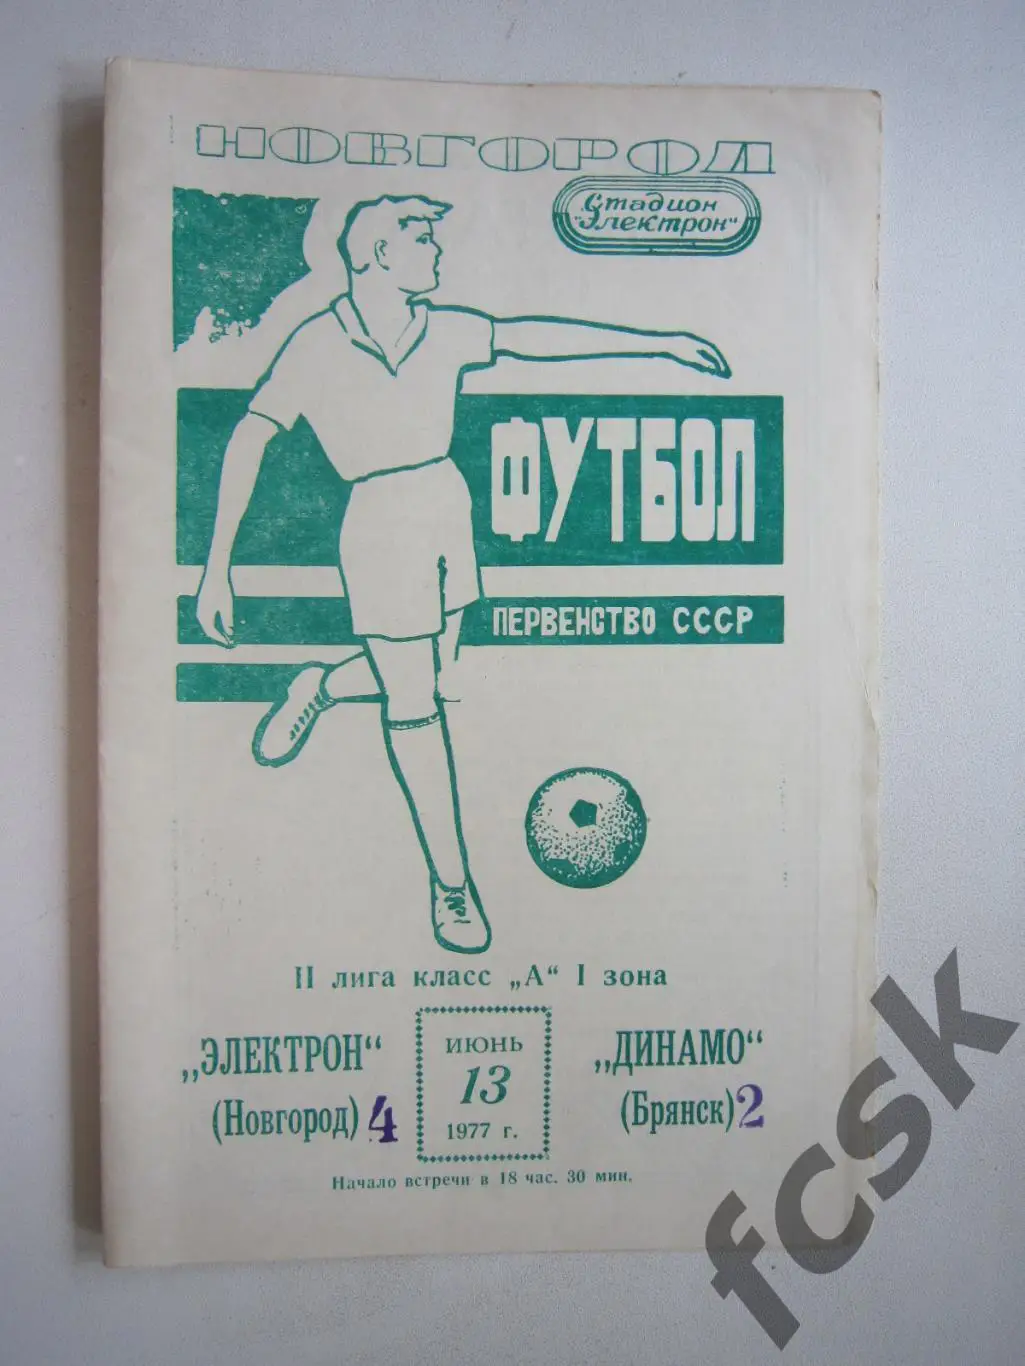 НОВГОРОД
Стадион
"Электрон"
ФУТБОЛ
ПЕРВЕНСТВО СССР
II лига класс „А“ I зона
„ЭЛЕКТРОН“
(Новгород) 4
ИЮНЬ
13
1977 г.
„ДИНАМО“
(Брянск) 2
Начало встречи в 18 час. 30 мин.
fcsk